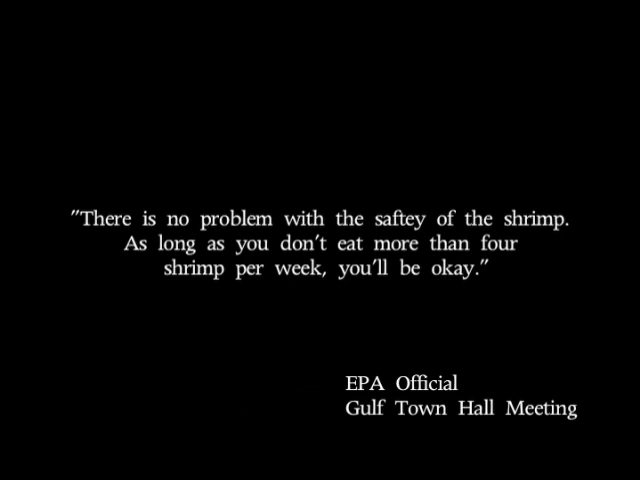 "There is no problem with the saftey of the shrimp.
As long as you don't eat more than four
shrimp per week, you'll be okay."
EPA Official
Gulf Town Hall Meeting